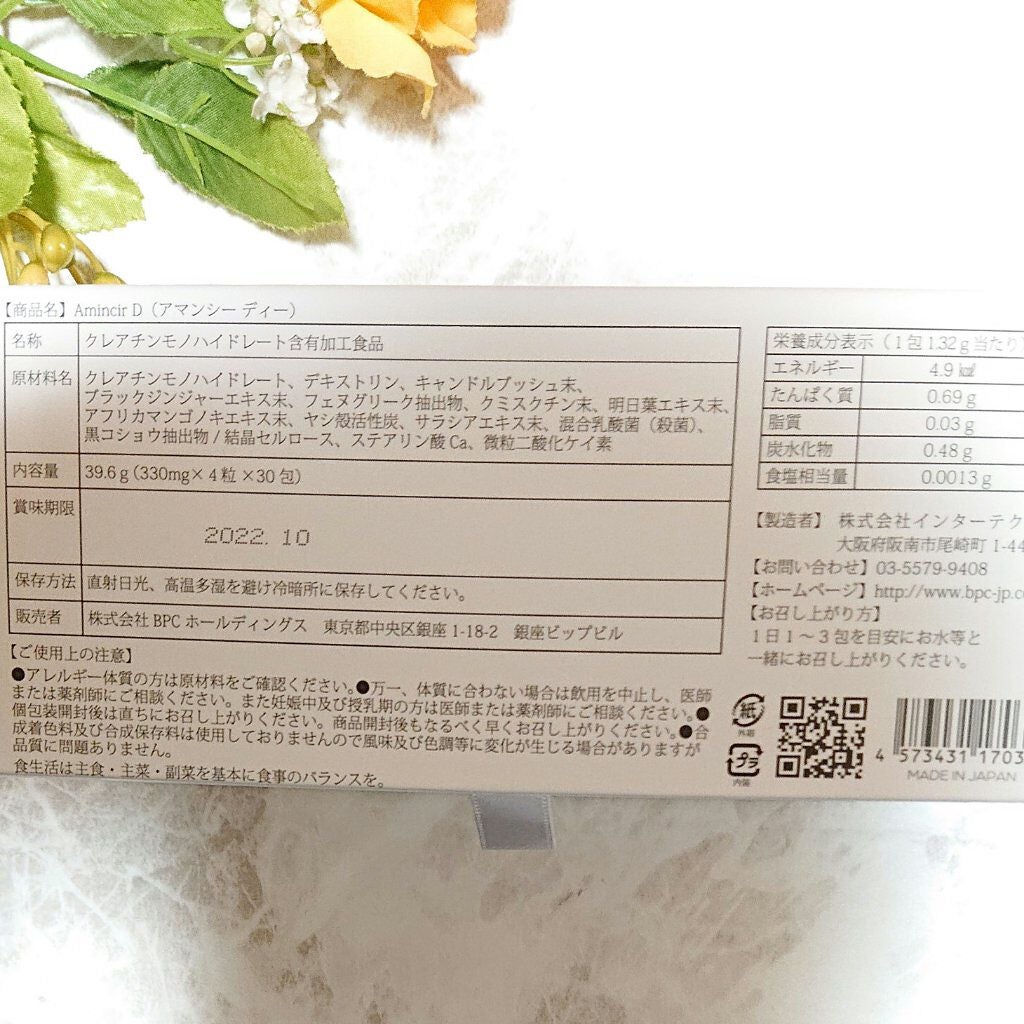 【商品名】Amincir D（アマンシー ディー）
名称 クレアチンモノハイドレート含有加工食品
原材料名 クレアチンモノハイドレート、デキストリン、キャンドルブッシュ末、
ブラックジンジャーエキス末、フェヌグリーク抽出物、クミスクチン末、明日葉エキス末、
アフリカマンゴノキエキス末、ヤシ殻活性炭、サラシアエキス末、混合乳酸菌（殺菌）、
黒コショウ抽出物 / 結晶セルロース、ステアリン酸 Ca、微粒二酸化ケイ素
内容量 39.6ｇ(330mg× 4 粒 ×30 包)
賞味期限 2022. 10
保存方法 直射日光、高温多湿を避け冷暗所に保存してください。
販売者 株式会社 BPC ホールディングス 東京都中央区銀座 1-18-2 銀座ビップビル
【ご使用上の注意】
●アレルギー体質の方は原材料をご確認ください。●万一、体質に合わない場合は飲用を中止し、医師
または薬剤師にご相談ください。また妊娠中及び授乳期の方は医師または薬剤師にご相談ください。●
個包装開封後は直ちにお召し上がりください。商品開封後もなるべく早くお召し上がりください。●合
成着色料及び合成保存料は使用しておりませんので風味及び色調等に変化が生じる場合がありますが
品質に問題ありません。
食生活は主食・主菜・副菜を基本に食事のバランスを。
栄養成分表示（１包 1.32ｇ当たり）
エネルギー 4.9 ㎉
たんぱく質 0.69ｇ
脂質 0.03ｇ
炭水化物 0.48ｇ
食塩相当量 0.0013ｇ
【製造者】 株式会社インターテク
大阪府阪南市尾崎町 1-44
【お問い合わせ】03-5579-9408
【ホームページ】http://www.bpc-jp.co
【お召し上がり方】
１日１～３包を目安にお水等と
一緒にお召し上がりください。
紙
外箱
プラ
内装
4 573431 1703
MADE IN JAPAN